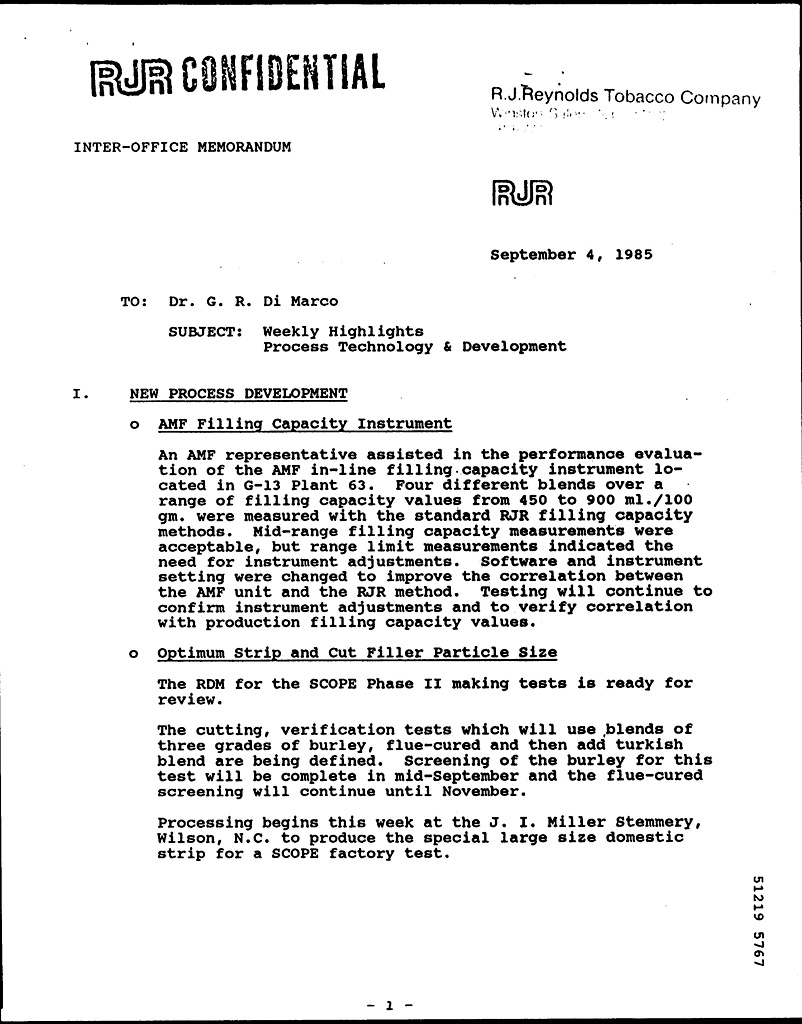 RJR CONFIDENTIAL
R.J.Reynolds Tobacco Company
INTER-OFFICE MEMORANDUM
RJR
September 4, 1985
TO: Dr. G. R. Di Marco
SUBJECT: Weekly Highlights
Process Technology & Development
I. NEW PROCESS DEVELOPMENT
o AMF Filling Capacity Instrument
An AMF representative assisted in the performance evalua-
tion of the AMF in-line filling capacity instrument lo-
cated in G-13 Plant 63. Four different blends over a
range of filling capacity values from 450 to 900 ml./100
gm. were measured with the standard RJR filling capacity
methods. Mid-range filling capacity measurements were
acceptable, but range limit measurements indicated the
need for instrument adjustments. Software and instrument
setting were changed to improve the correlation between
the AMF unit and the RJR method. Testing will continue to
confirm instrument adjustments and to verify correlation
with production filling capacity values.
o Optimum Strip and Cut Filler Particle Size
The RDM for the SCOPE Phase II making tests is ready for
review.
The cutting, verification tests which will use blends of
three grades of burley, flue-cured and then add turkish
blend are being defined. Screening of the burley for this
test will be complete in mid-September and the flue-cured
screening will continue until November.
Processing begins this week at the J. I. Miller Stemmery,
Wilson, N.C. to produce the special large size domestic
strip for a SCOPE factory test.
51219 5767
- 1 -